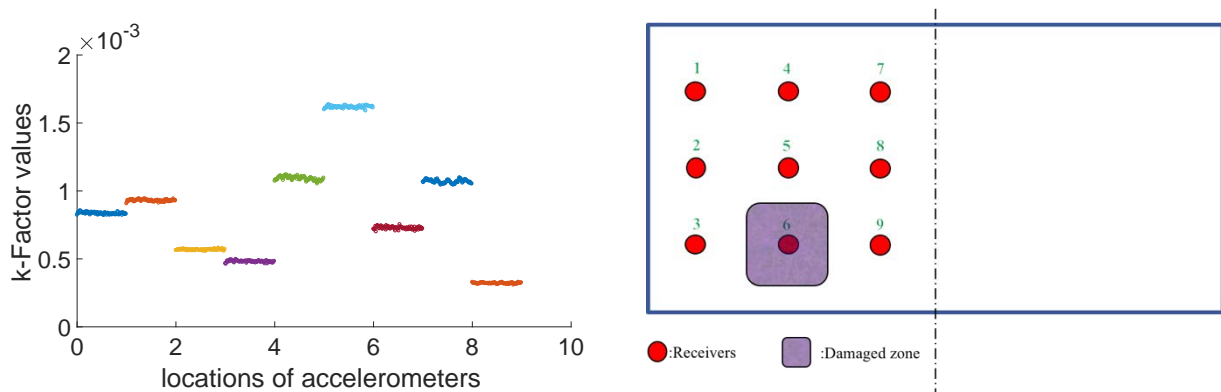 ×10⁻³
2
1.5
1
0.5
0
0 2 4 6 8 10
k-Factor values
locations of accelerometers
1 4 7
2 5 8
3 6 9
:Receivers :Damaged zone